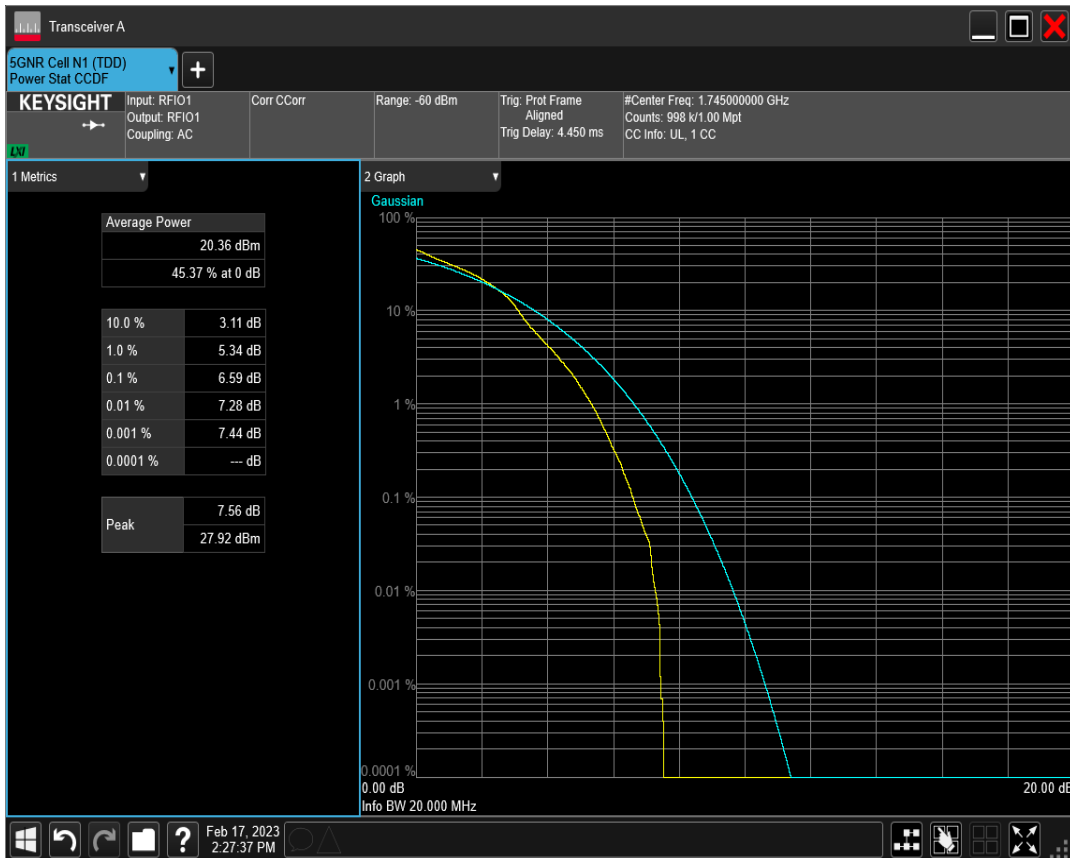 Transceiver A
5GNR Cell N1 (TDD)
Power Stat CCDF
+
KEYSIGHT
LXI
Input: RFIO1
Output: RFIO1
Coupling: AC
Corr CCorr
Range: -60 dBm
Trig: Prot Frame
Aligned
Trig Delay: 4.450 ms
#Center Freq: 1.745000000 GHz
Counts: 998 k/1.00 Mpt
CC Info: UL, 1 CC
1 Metrics
Average Power
20.36 dBm
45.37 % at 0 dB
10.0 % 3.11 dB
1.0 % 5.34 dB
0.1 % 6.59 dB
0.01 % 7.28 dB
0.001 % 7.44 dB
0.0001 % --- dB
Peak 7.56 dB
27.92 dBm
2 Graph
Gaussian
100 %
10 %
1 %
0.1 %
0.01 %
0.001 %
0.0001 %
0.00 dB 20.00 dB
Info BW 20.000 MHz
?
Feb 17, 2023
2:27:37 PM